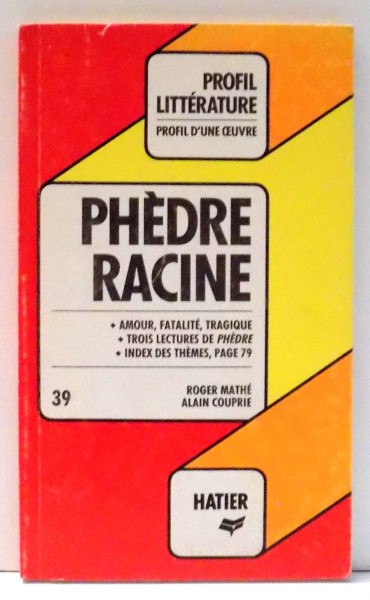 PROFIL
LITTÉRATURE
PROFIL D'UNE ŒUVRE
PHÈDRE
RACINE
• AMOUR, FATALITÉ, TRAGIQUE
• TROIS LECTURES DE PHÈDRE
• INDEX DES THÈMES, PAGE 79
39
ROGER MATHÉ
ALAIN COUPRIE
HATIER